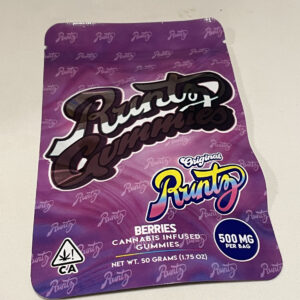 Runtz
Gummies
Original
Runtz
BERRIES
CANNABIS INFUSED
GUMMIES
NET WT. 50 GRAMS (1.75 OZ)
500 MG
PER BAG
CA